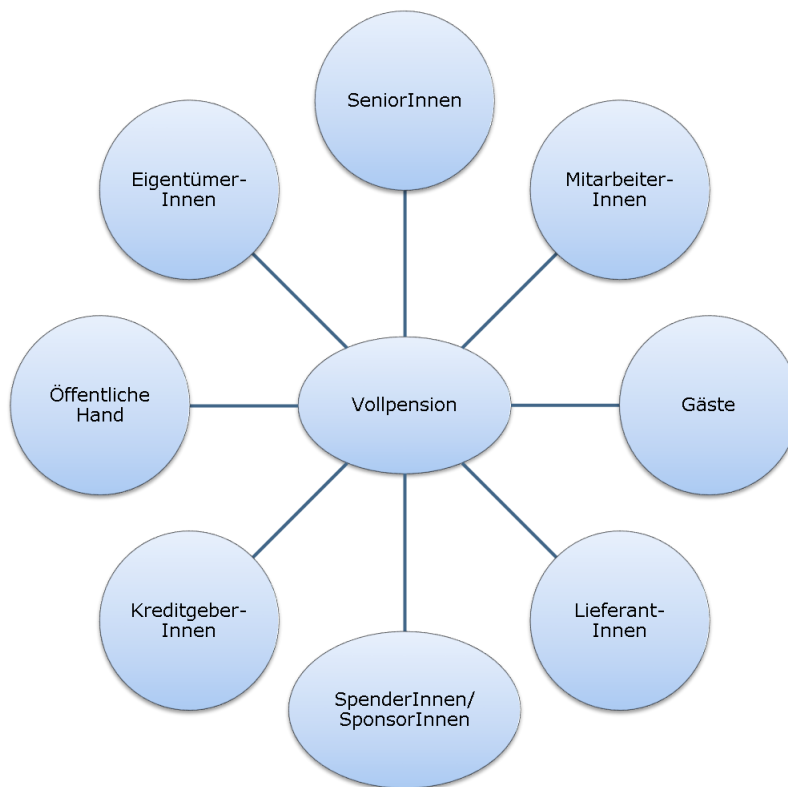 SeniorInnen
Eigentümer-
Innen
Mitarbeiter-
Innen
Öffentliche
Hand
Vollpension
Gäste
Kreditgeber-
Innen
Lieferant-
Innen
SpenderInnen/
SponsorInnen